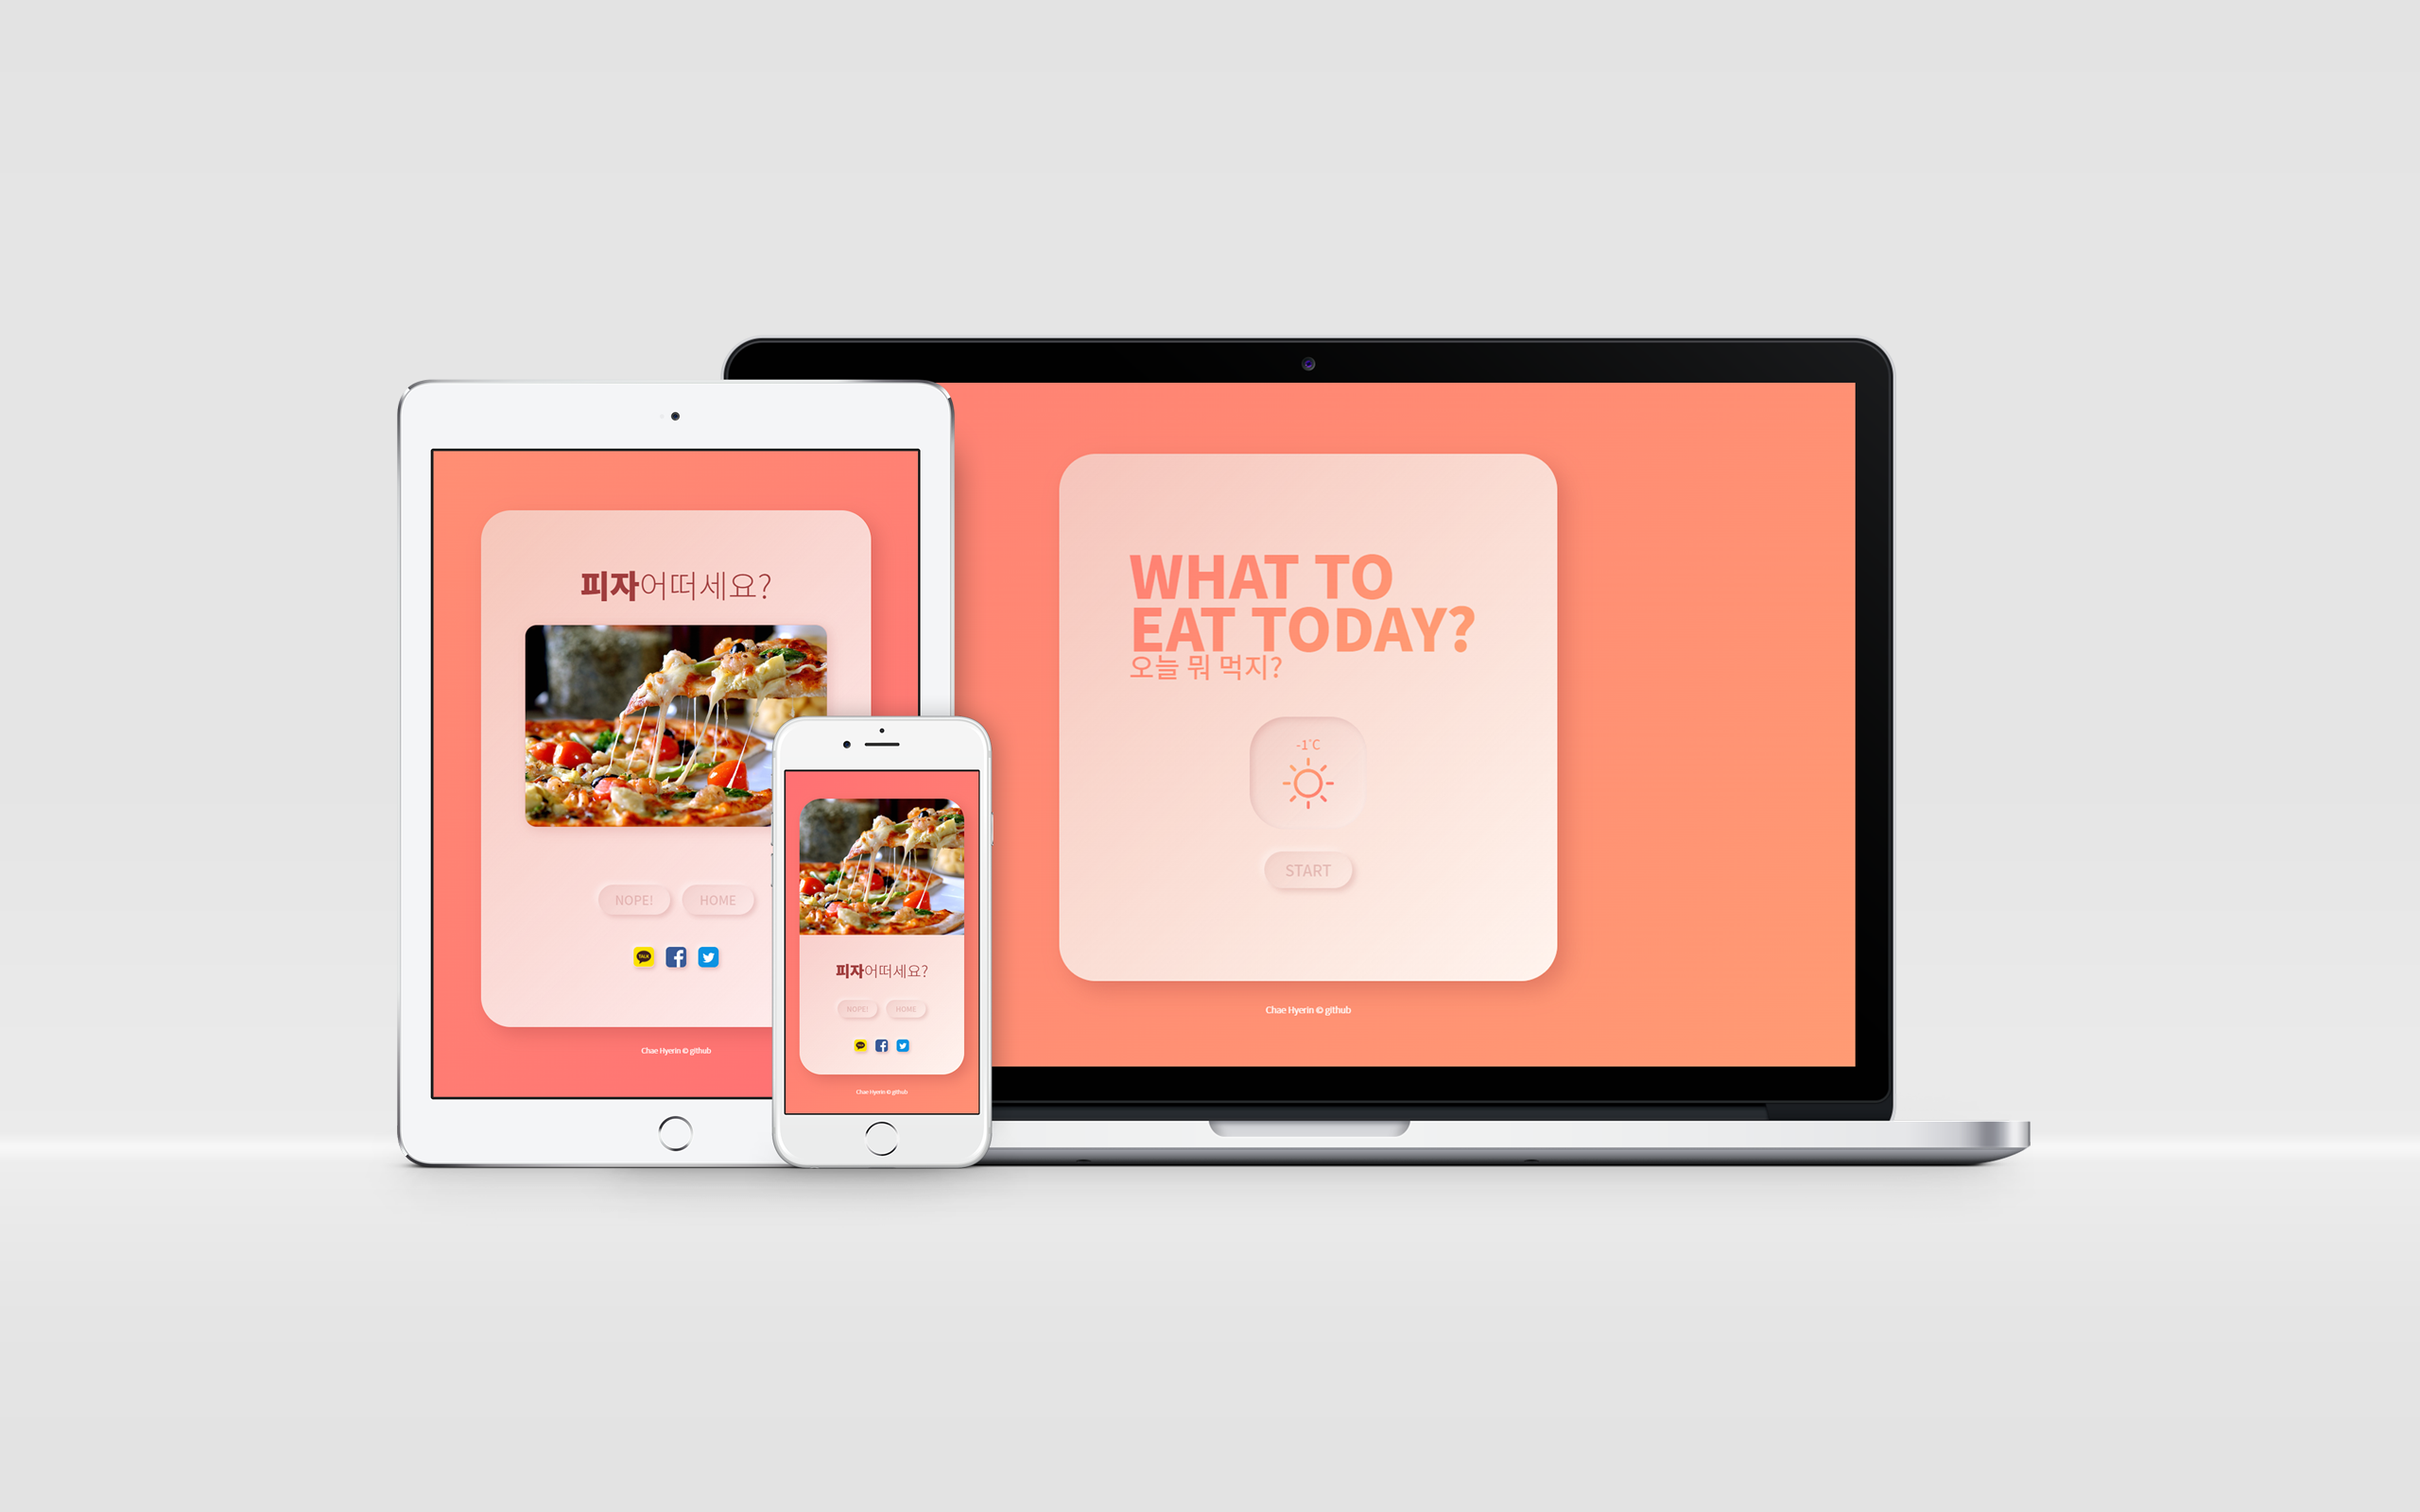 피자어떠세요?
NOPE! HOME
TALK
Chae Hyerin © github
피자어떠세요?
NOPE! HOME
Chae Hyerin © github
WHAT TO
EAT TODAY?
오늘 뭐 먹지?
-1°C
START
Chae Hyerin © github